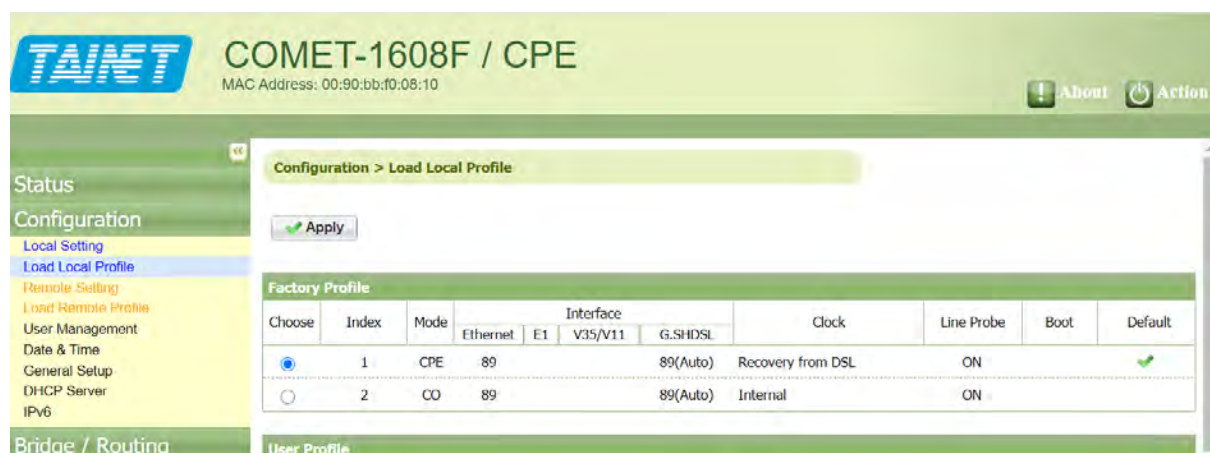 TAINET
COMET-1608F / CPE
MAC Address: 00:90:bb:f0:08:10
! About Action
«
Status
Configuration
Local Setting
Load Local Profile
Remote Setting
Load Remote Profile
User Management
Date & Time
General Setup
DHCP Server
IPv6
Bridge / Routing
Configuration > Load Local Profile
Apply
Factory Profile
Choose Index Mode Interface Clock Line Probe Boot Default
Ethernet E1 V35/V11 G.SHDSL
1 CPE 89 89(Auto) Recovery from DSL ON
2 CO 89 89(Auto) Internal ON
User Profile